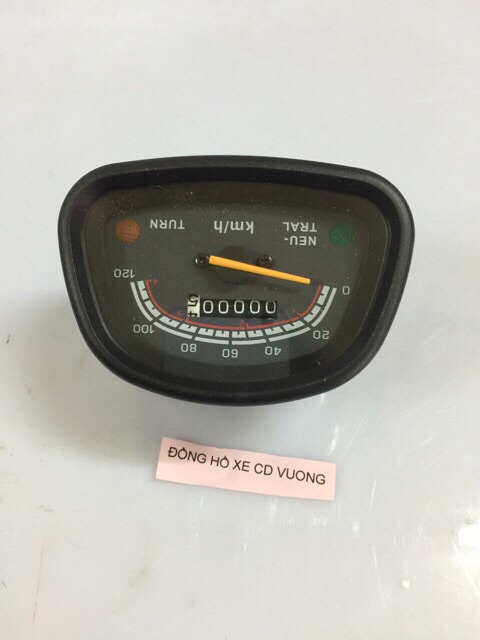 TURN
km/h
NEU-
TRAL
120
100
80
60
40
20
0
00000
ĐỒNG HỒ XE CD VUONG